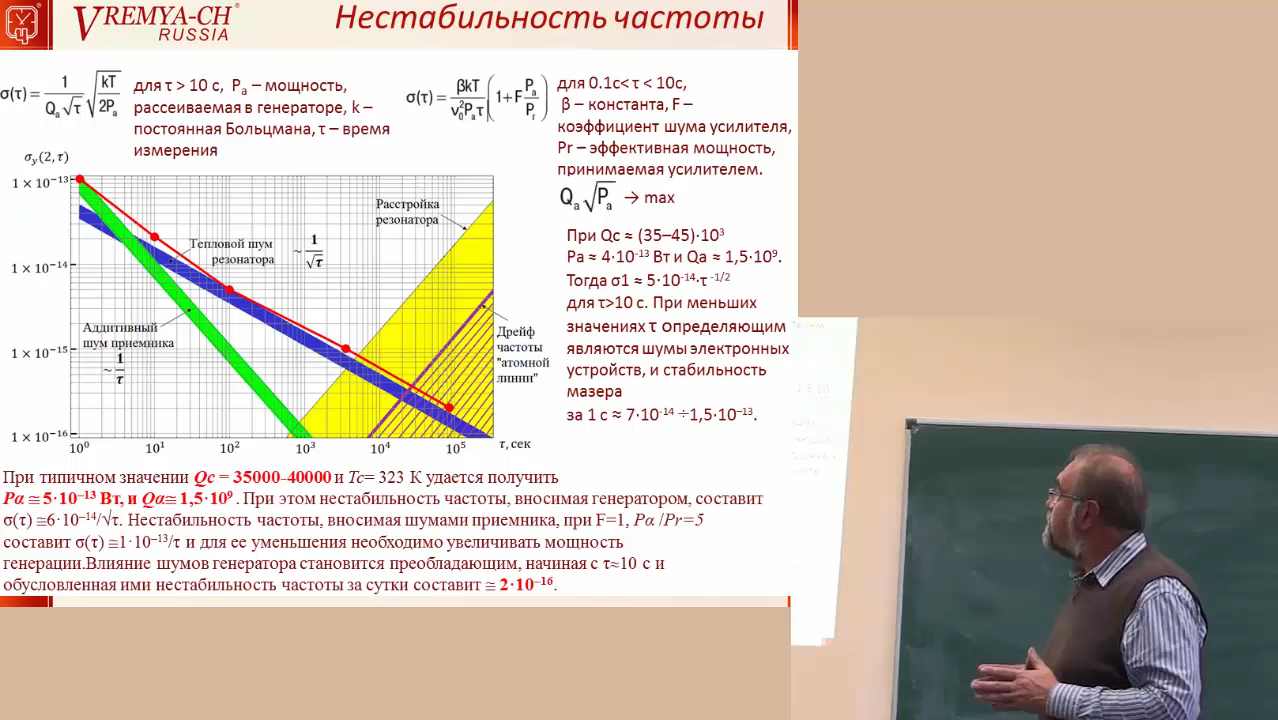 VREMYA-CH
RUSSIA
Нестабильность частоты
σ(τ) = 1/(Qₐ√τ) √(kT/2Pₐ)
для τ > 10 с, Pₐ – мощность,
рассеиваемая в генераторе, k –
постоянная Больцмана, τ – время
измерения
σ(τ) = βkT/(ν₀²Pₐτ) (1+F Pₐ/Pᵣ)
для 0.1с< τ < 10с,
β – константа, F –
коэффициент шума усилителя,
Pr – эффективная мощность,
принимаемая усилителем.
Qₐ√Pₐ → max
При Qc ≈ (35–45)·10³
Pa ≈ 4·10⁻¹³ Вт и Qa ≈ 1,5·10⁹.
Тогда σ1 ≈ 5·10⁻¹⁴·τ ⁻¹/²
для τ>10 с. При меньших
значениях τ определяющим
являются шумы электронных
устройств, и стабильность
мазера
за 1 с ≈ 7·10⁻¹⁴ ÷1,5·10⁻¹³.
σy(2, τ)
1 × 10⁻¹³
1 × 10⁻¹⁴
1 × 10⁻¹⁵
1 × 10⁻¹⁶
10⁰ 10¹ 10² 10³ 10⁴ 10⁵ τ, сек
Расстройка
резонатора
Тепловой шум
резонатора
~ 1/√τ
Аддитивный
шум приемника
~ 1/τ
Дрейф
частоты
"атомной
линии"
При типичном значении Qc = 35000-40000 и Tc= 323 К удается получить
Pa ≅ 5·10⁻¹³ Вт, и Qa≅ 1,5·10⁹ . При этом нестабильность частоты, вносимая генератором, составит
σ(τ) ≅6·10⁻¹⁴/√τ. Нестабильность частоты, вносимая шумами приемника, при F=1, Pa /Pr=5
составит σ(τ) ≅1·10⁻¹³/τ и для ее уменьшения необходимо увеличивать мощность
генерации.Влияние шумов генератора становится преобладающим, начиная с τ≈10 с и
обусловленная ими нестабильность частоты за сутки составит ≅ 2·10⁻¹⁶.